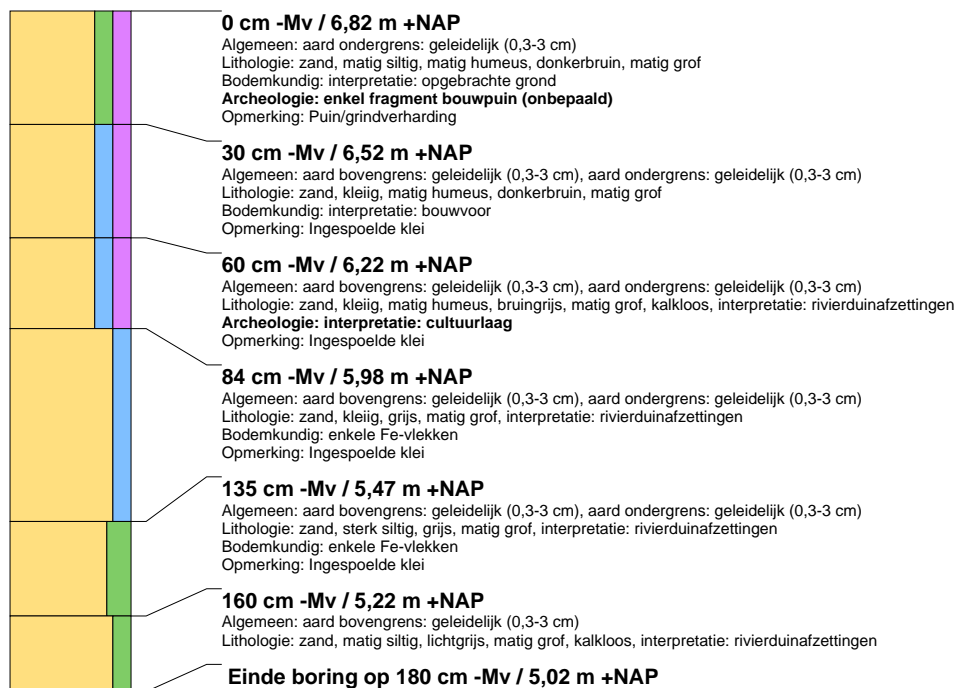 0 cm -Mv / 6,82 m +NAP
Algemeen: aard ondergrens: geleidelijk (0,3-3 cm)
Lithologie: zand, matig siltig, matig humeus, donkerbruin, matig grof
Bodemkundig: interpretatie: opgebrachte grond
Archeologie: enkel fragment bouwpuin (onbepaald)
Opmerking: Puin/grindverharding
30 cm -Mv / 6,52 m +NAP
Algemeen: aard bovengrens: geleidelijk (0,3-3 cm), aard ondergrens: geleidelijk (0,3-3 cm)
Lithologie: zand, kleiig, matig humeus, donkerbruin, matig grof
Bodemkundig: interpretatie: bouwvoor
Opmerking: Ingespoelde klei
60 cm -Mv / 6,22 m +NAP
Algemeen: aard bovengrens: geleidelijk (0,3-3 cm), aard ondergrens: geleidelijk (0,3-3 cm)
Lithologie: zand, kleiig, matig humeus, bruingrijs, matig grof, kalkloos, interpretatie: rivierduinafzettingen
Archeologie: interpretatie: cultuurlaag
Opmerking: Ingespoelde klei
84 cm -Mv / 5,98 m +NAP
Algemeen: aard bovengrens: geleidelijk (0,3-3 cm), aard ondergrens: geleidelijk (0,3-3 cm)
Lithologie: zand, kleiig, grijs, matig grof, interpretatie: rivierduinafzettingen
Bodemkundig: enkele Fe-vlekken
Opmerking: Ingespoelde klei
135 cm -Mv / 5,47 m +NAP
Algemeen: aard bovengrens: geleidelijk (0,3-3 cm), aard ondergrens: geleidelijk (0,3-3 cm)
Lithologie: zand, sterk siltig, grijs, matig grof, interpretatie: rivierduinafzettingen
Bodemkundig: enkele Fe-vlekken
Opmerking: Ingespoelde klei
160 cm -Mv / 5,22 m +NAP
Algemeen: aard bovengrens: geleidelijk (0,3-3 cm)
Lithologie: zand, matig siltig, lichtgrijs, matig grof, kalkloos, interpretatie: rivierduinafzettingen
Einde boring op 180 cm -Mv / 5,02 m +NAP